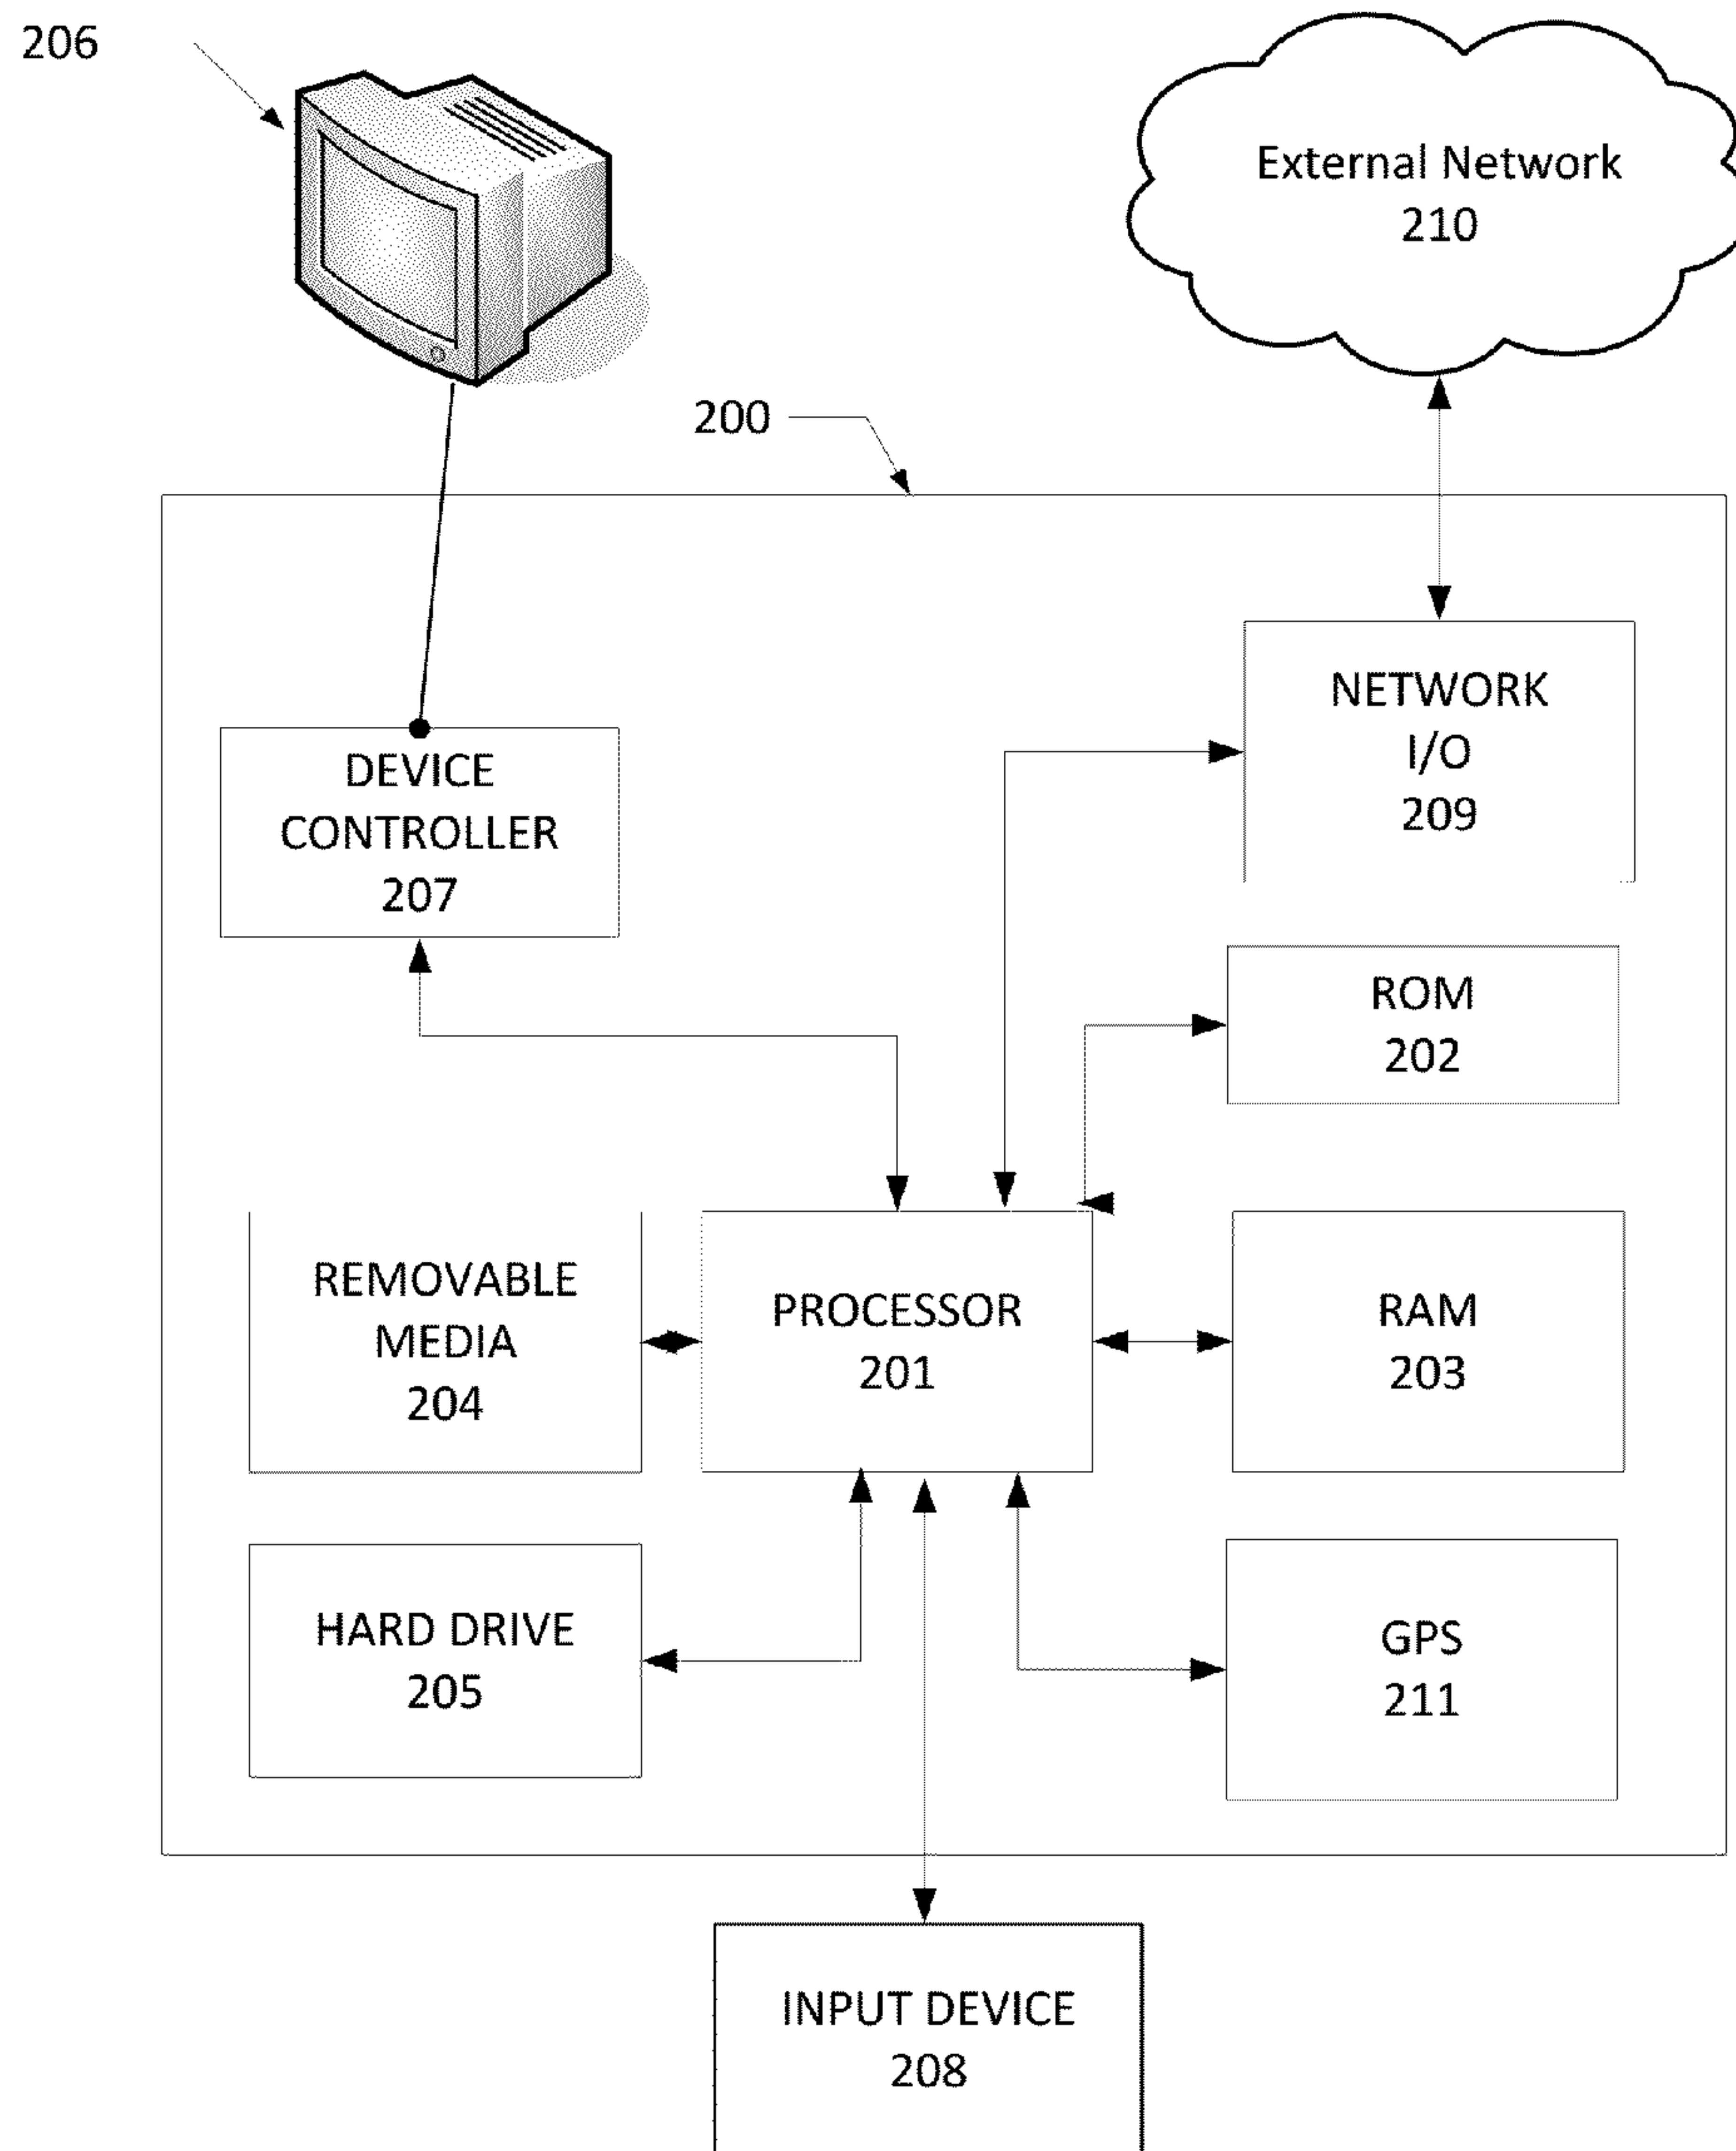 206
External Network
210
200
NETWORK
I/O
209
DEVICE
CONTROLLER
207
ROM
202
REMOVABLE
MEDIA
204
PROCESSOR
201
RAM
203
HARD DRIVE
205
GPS
211
INPUT DEVICE
208